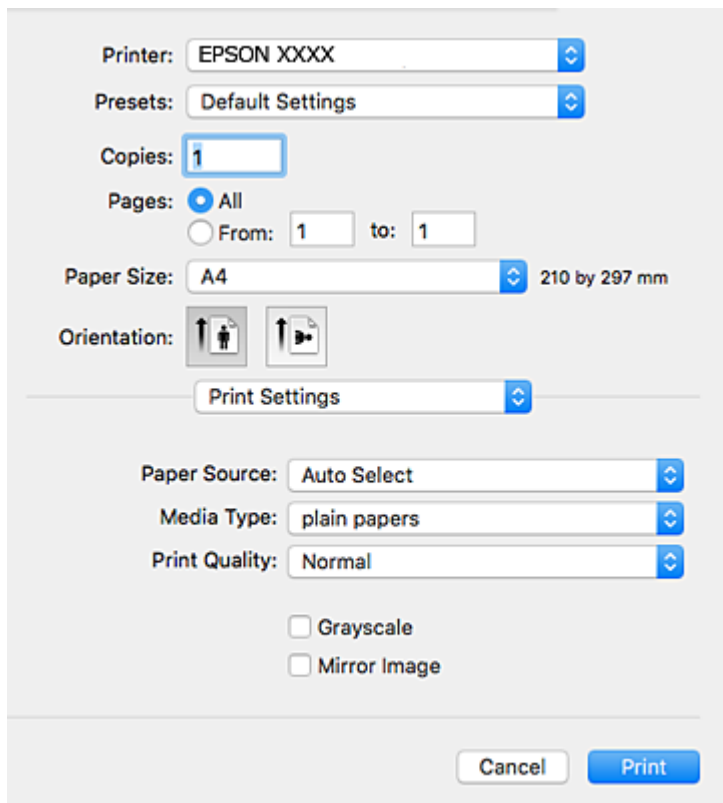 Printer: EPSON XXXX
Presets: Default Settings
Copies: 1
Pages: All
From: 1 to: 1
Paper Size: A4 210 by 297 mm
Orientation:
Print Settings
Paper Source: Auto Select
Media Type: plain papers
Print Quality: Normal
Grayscale
Mirror Image
Cancel Print